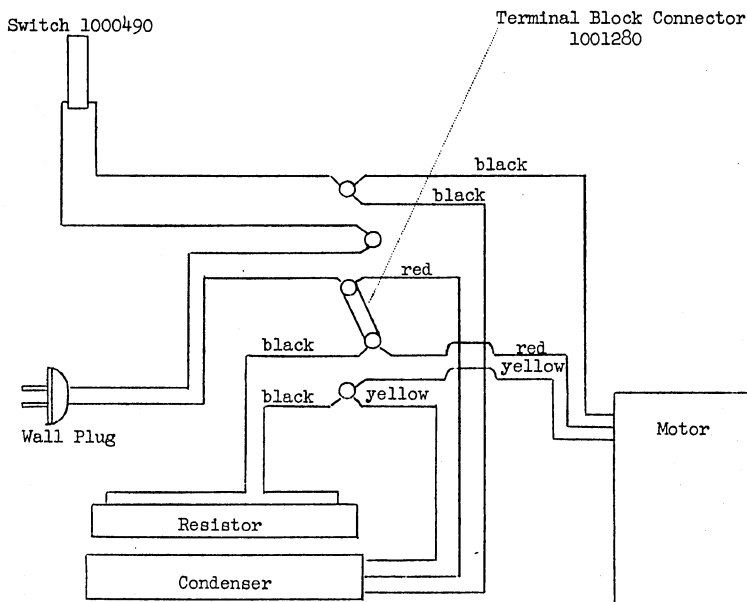 Switch 1000490
Terminal Block Connector
1001280
black
black
red
black
red
yellow
black
yellow
Wall Plug
Motor
Resistor
Condenser